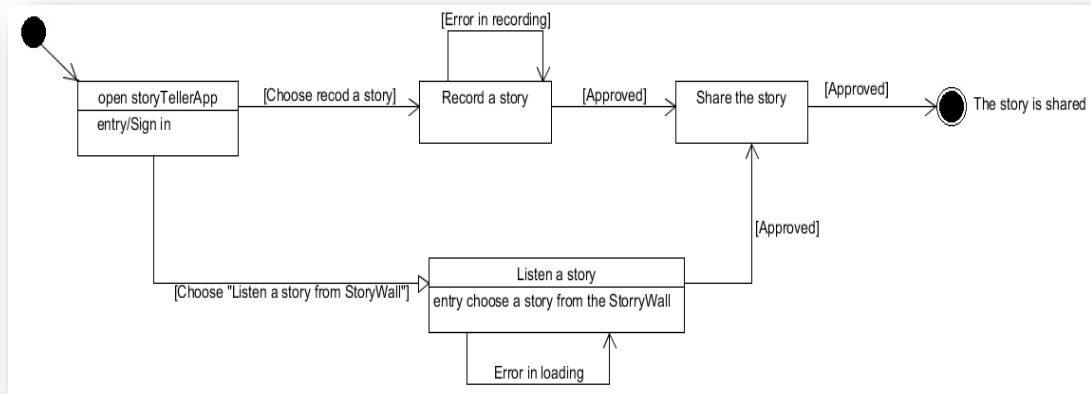 [Error in recording]
open storyTellerApp
entry/Sign in
[Choose recod a story]
Record a story
[Approved]
Share the story
[Approved]
The story is shared
[Approved]
[Choose "Listen a story from StoryWall"]
Listen a story
entry choose a story from the StorryWall
Error in loading